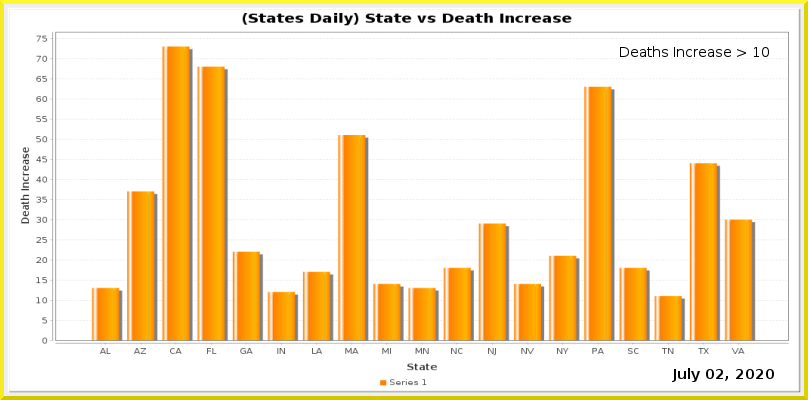 (States Daily) State vs Death Increase
Deaths Increase > 10
75
70
65
60
55
50
45
40
35
30
25
20
15
10
5
0
Death Increase
AL AZ CA FL GA IN LA MA MI MN NC NJ NV NY PA SC TN TX VA
State
Series 1
July 02, 2020